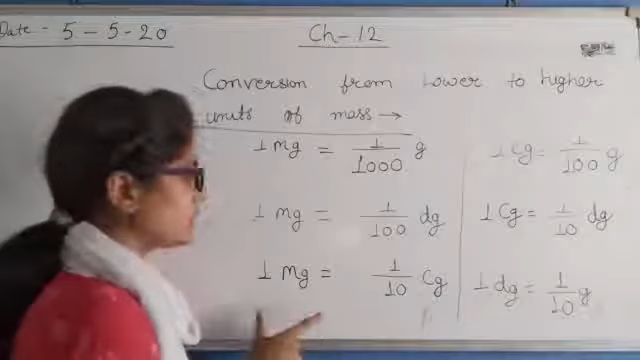 Date - 5-5-20
Ch-12
Conversion from Lower to higher
units of mass →
1 Mg = 1/1000 g
1 mg = 1/100 dg
1 Mg = 1/10 Cg
1 Cg = 1/100 g
1 Cg = 1/10 dg
1 dg = 1/10 g